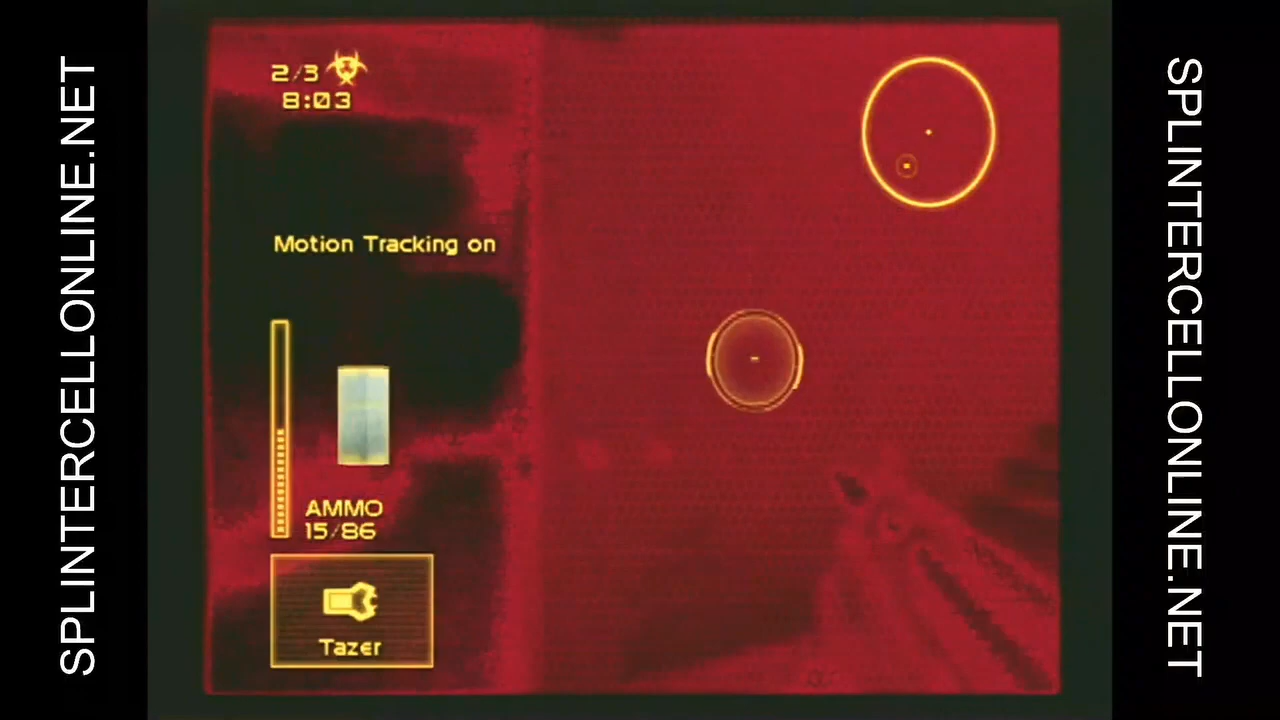 SPLINTERCELLONLINE.NET
2/3
8:03
Motion Tracking on
AMMO
15/86
Tazer
SPLINTERCELLONLINE.NET